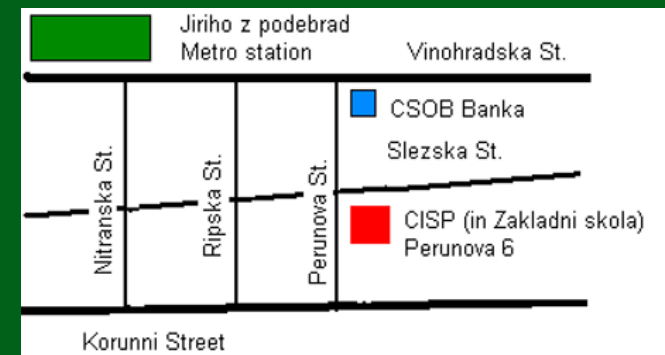 Jiriho z podebrad
Metro station
Vinohradska St.
CSOB Banka
Slezska St.
Nitranska St.
Ripska St.
Perunova St.
CISP (in Zakladni skola)
Perunova 6
Korunni Street